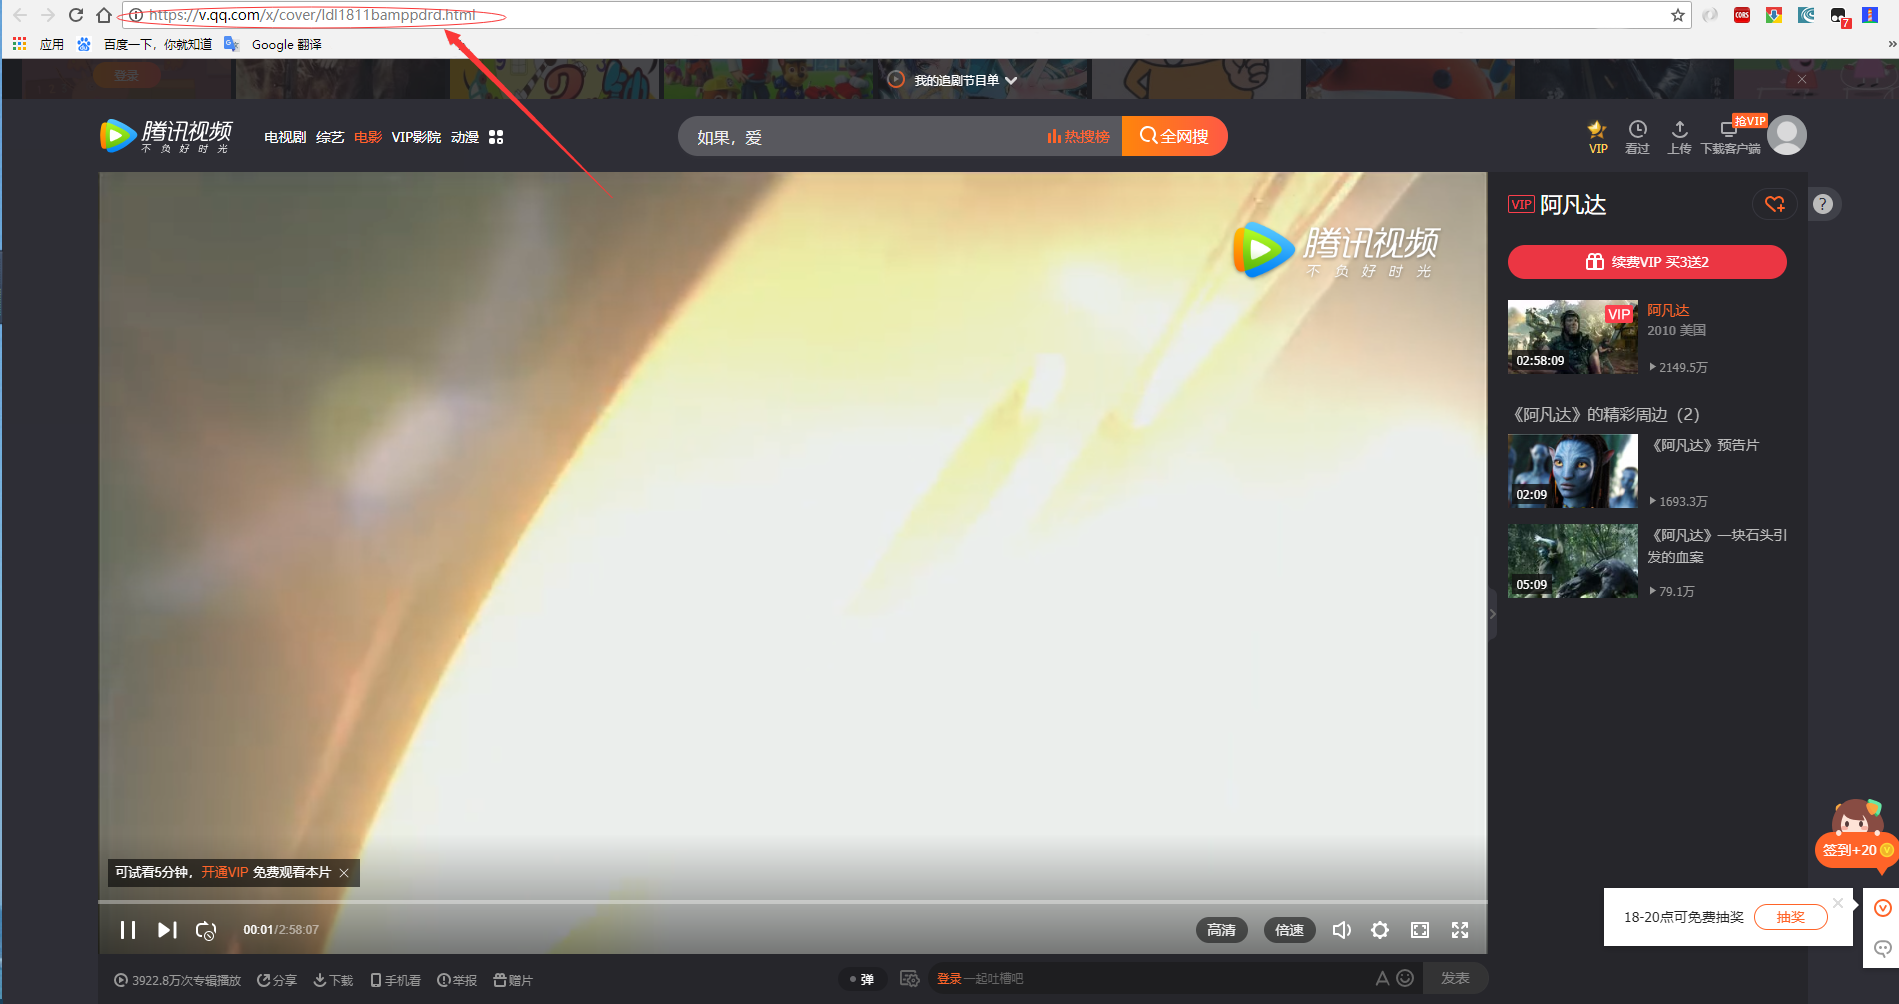 https://v.qq.com/x/cover/ldl1811bamppdrd.html
CORS
7
应用
百度一下，你就知道
Google 翻译
»
登录
我的追剧节目单
腾讯视频
不负好时光
电视剧 综艺 电影 VIP影院 动漫
如果，爱
热搜榜
全网搜
VIP
看过
上传
抢VIP
下载客户端
腾讯视频
不负好时光
VIP 阿凡达
?
续费VIP 买3送2
VIP
02:58:09
阿凡达
2010 美国
2149.5万
《阿凡达》的精彩周边（2）
02:09
《阿凡达》预告片
1693.3万
05:09
《阿凡达》一块石头引
发的血案
79.1万
签到+20
可试看5分钟，开通VIP 免费观看本片
00:01/2:58:07
高清
倍速
18-20点可免费抽奖
抽奖
3922.8万次专辑播放
分享
下载
手机看
举报
赠片
弹
登录一起吐槽吧
A
发表